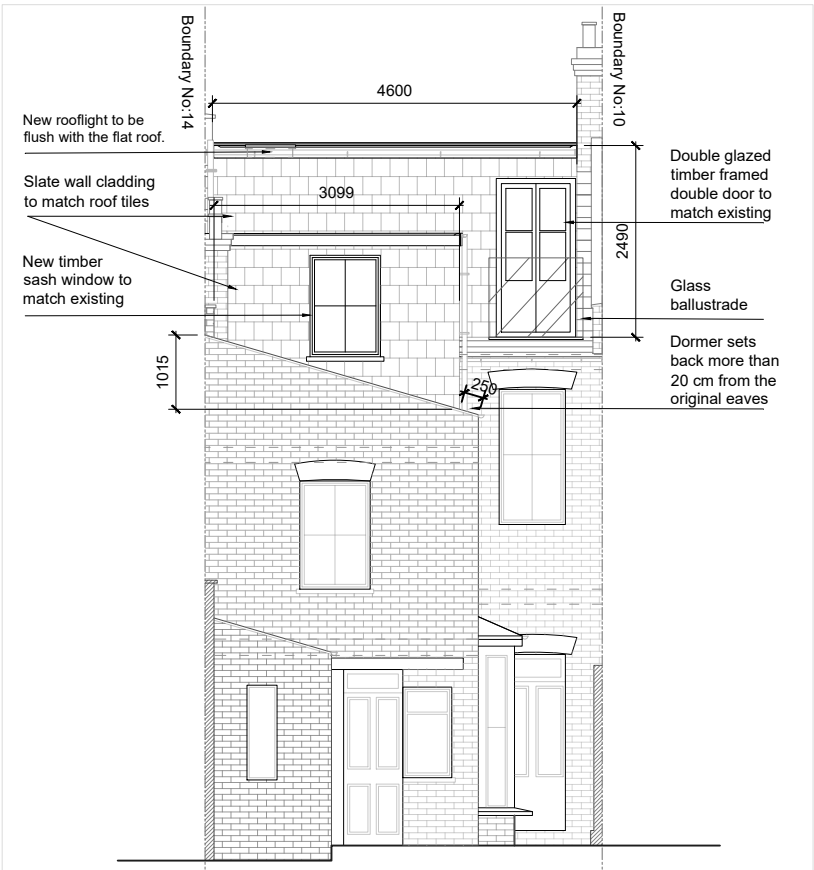 Boundary No:14
Boundary No:10
4600
New rooflight to be
flush with the flat roof.
Slate wall cladding
to match roof tiles
3099
Double glazed
timber framed
double door to
match existing
2490
New timber
sash window to
match existing
Glass
ballustrade
1015
250
Dormer sets
back more than
20 cm from the
original eaves